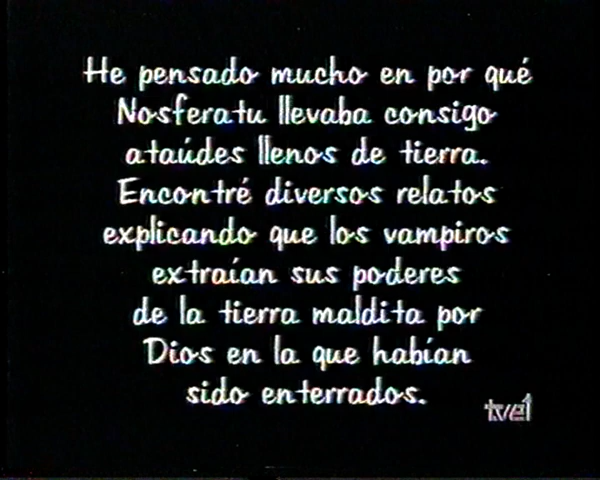 He pensado mucho en por qué
Nosferatu llevaba consigo
ataúdes llenos de tierra.
Encontré diversos relatos
explicando que los vampiros
extraían sus poderes
de la tierra maldita por
Dios en la que habían
sido enterrados.
tve1